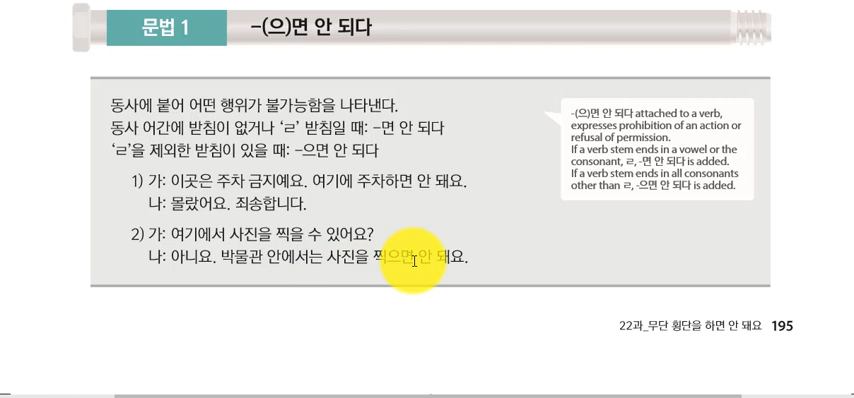 문법 1
-(으)면 안 되다
동사에 붙어 어떤 행위가 불가능함을 나타낸다.
동사 어간에 받침이 없거나 ‘ㄹ’ 받침일 때: -면 안 되다
‘ㄹ’을 제외한 받침이 있을 때: -으면 안 되다
-(으)면 안 되다 attached to a verb,
expresses prohibition of an action or
refusal of permission.
If a verb stem ends in a vowel or the
consonant, ㄹ, -면 안 되다 is added.
If a verb stem ends in all consonants
other than ㄹ, -으면 안 되다 is added.
1) 가: 이곳은 주차 금지예요. 여기에 주차하면 안 돼요.
나: 몰랐어요. 죄송합니다.
2) 가: 여기에서 사진을 찍을 수 있어요?
나: 아니요. 박물관 안에서는 사진을 찍으면 안 돼요.
22과_무단 횡단을 하면 안 돼요 195